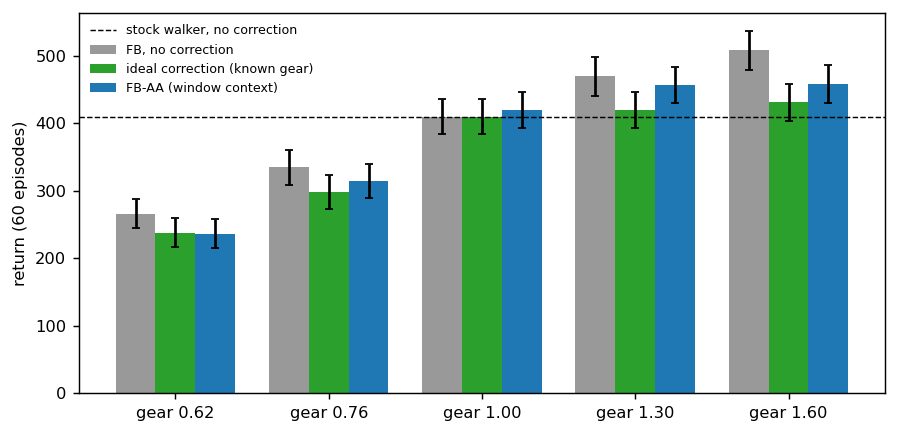 stock walker, no correction
FB, no correction
ideal correction (known gear)
FB-AA (window context)
return (60 episodes)
500
400
300
200
100
0
gear 0.62
gear 0.76
gear 1.00
gear 1.30
gear 1.60